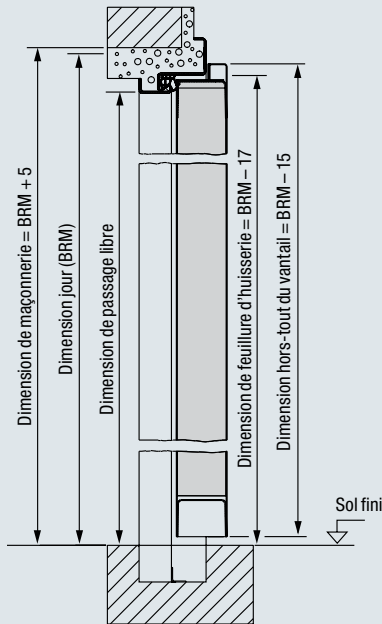 Dimension de maçonnerie = BRM + 5
Dimension jour (BRM)
Dimension de passage libre
Dimension de feuillure d'huisserie = BRM – 17
Dimension hors-tout du vantail = BRM – 15
Sol fini